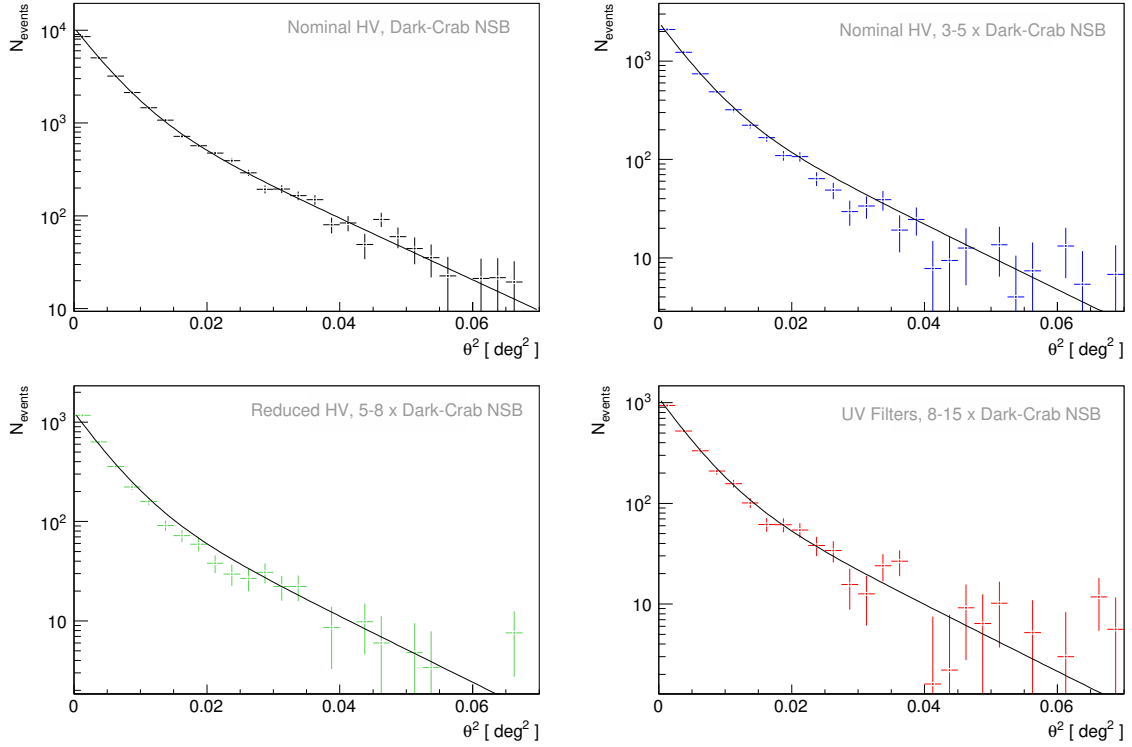 Nominal HV, Dark-Crab NSB
N_events
10^4
10^3
10^2
10
0 0.02 0.04 0.06
θ^2 [ deg^2 ]
Nominal HV, 3-5 x Dark-Crab NSB
N_events
10^3
10^2
10
0 0.02 0.04 0.06
θ^2 [ deg^2 ]
Reduced HV, 5-8 x Dark-Crab NSB
N_events
10^3
10^2
10
0 0.02 0.04 0.06
θ^2 [ deg^2 ]
UV Filters, 8-15 x Dark-Crab NSB
N_events
10^3
10^2
10
0 0.02 0.04 0.06
θ^2 [ deg^2 ]